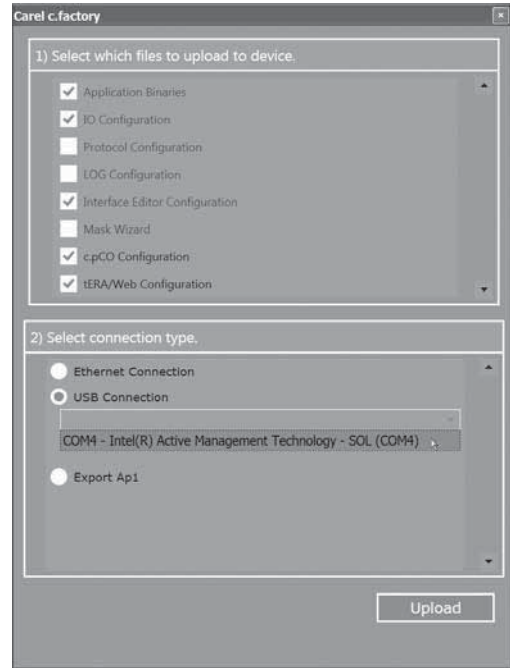 Carel c.factory
1) Select which files to upload to device.
Application Binaries
IO Configuration
Protocol Configuration
LOG Configuration
Interface Editor Configuration
Mask Wizard
c.pCO Configuration
tERA/Web Configuration
2) Select connection type.
Ethernet Connection
USB Connection
COM4 - Intel(R) Active Management Technology - SOL (COM4)
Export Ap1
Upload